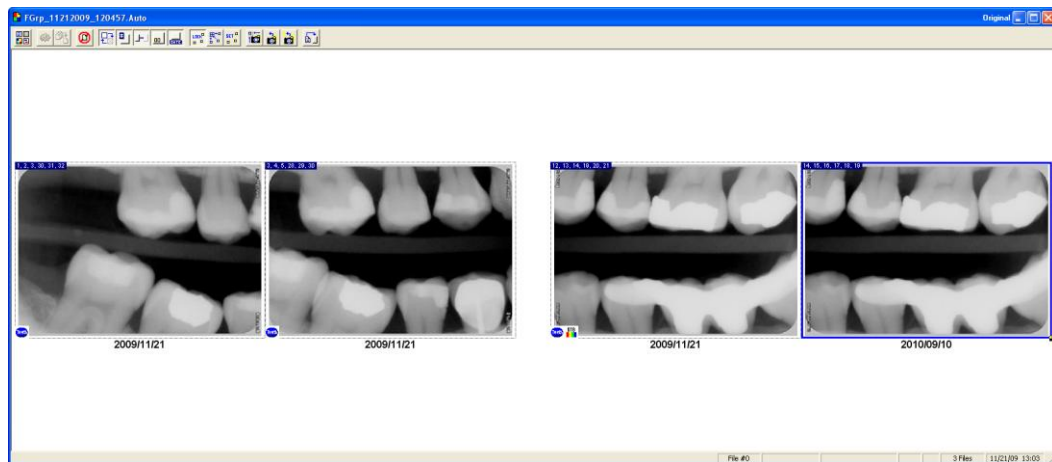 FGrp_11212009_120457.Auto
Original
1, 2, 3, 30, 31, 32
3, 4, 5, 28, 29, 30
12, 13, 14, 19, 20, 21
14, 15, 16, 17, 18, 19
2009/11/21
2009/11/21
2009/11/21
2010/09/10
File #0
3 Files
11/21/09 13:03